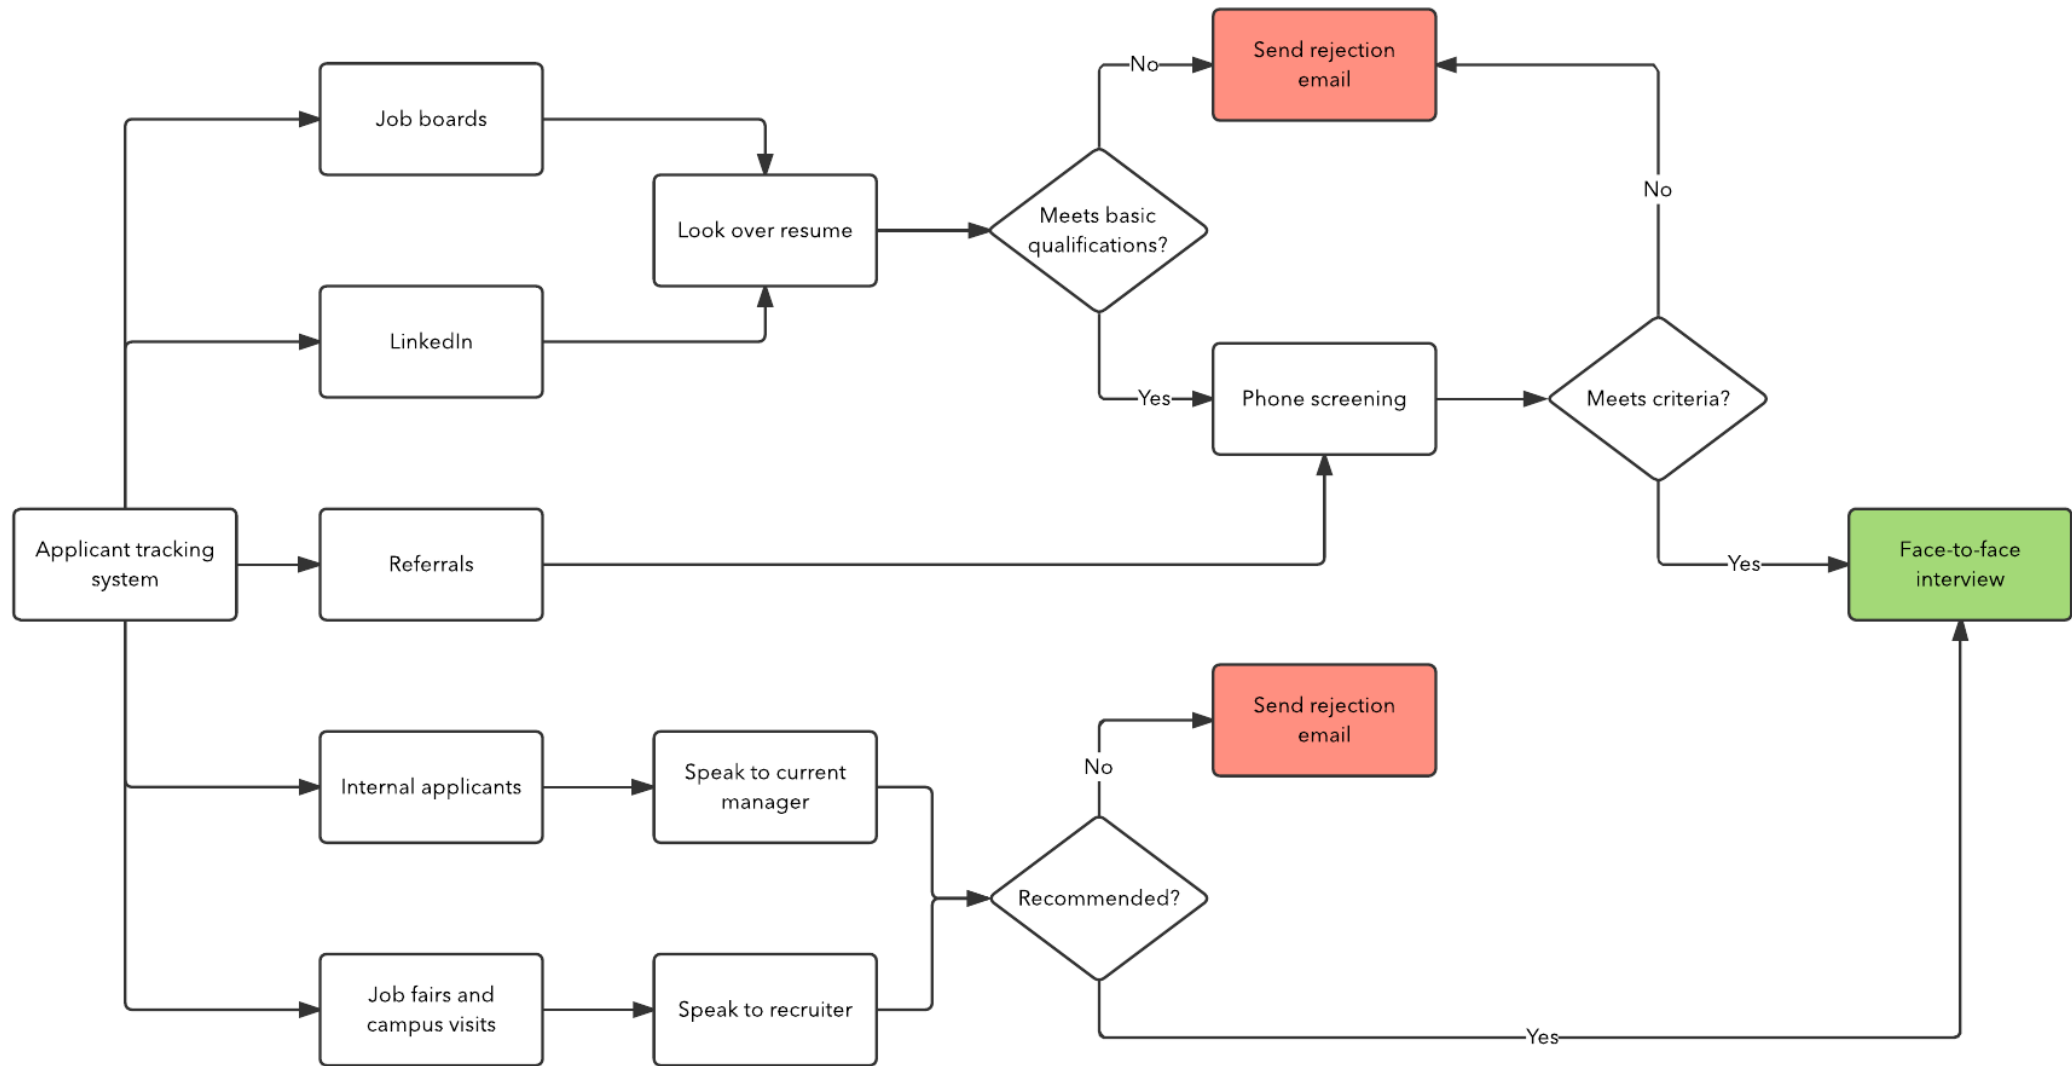 Send rejection
email
No
Job boards
No
Meets basic
qualifications?
Look over resume
LinkedIn
Yes
Phone screening
Meets criteria?
Applicant tracking
system
Referrals
Yes
Face-to-face
interview
Send rejection
email
No
Internal applicants
Speak to current
manager
Recommended?
Job fairs and
campus visits
Speak to recruiter
Yes